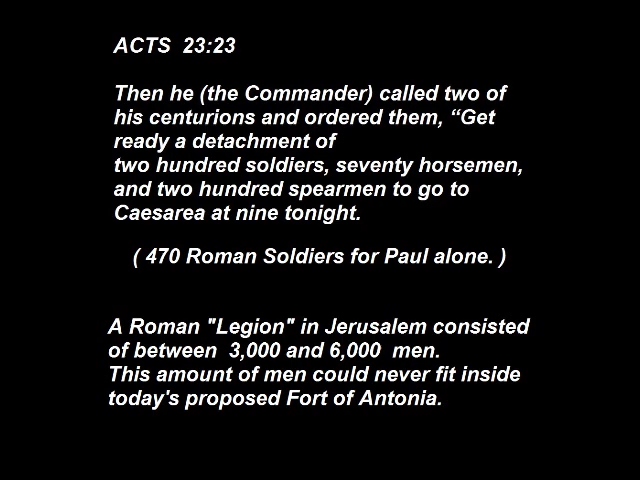 ACTS  23:23
Then he (the Commander) called two of
his centurions and ordered them, “Get
ready a detachment of
two hundred soldiers, seventy horsemen,
and two hundred spearmen to go to
Caesarea at nine tonight.
( 470 Roman Soldiers for Paul alone. )
A Roman "Legion" in Jerusalem consisted
of between  3,000 and 6,000  men.
This amount of men could never fit inside
today's proposed Fort of Antonia.